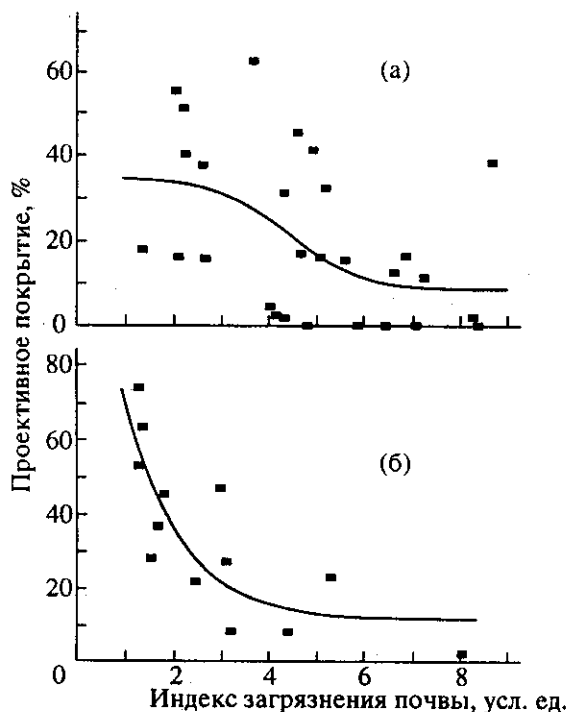 (а)
60
40
20
0
Проективное покрытие, %
(б)
80
60
40
20
0
2 4 6 8
Индекс загрязнения почвы, усл. ед.